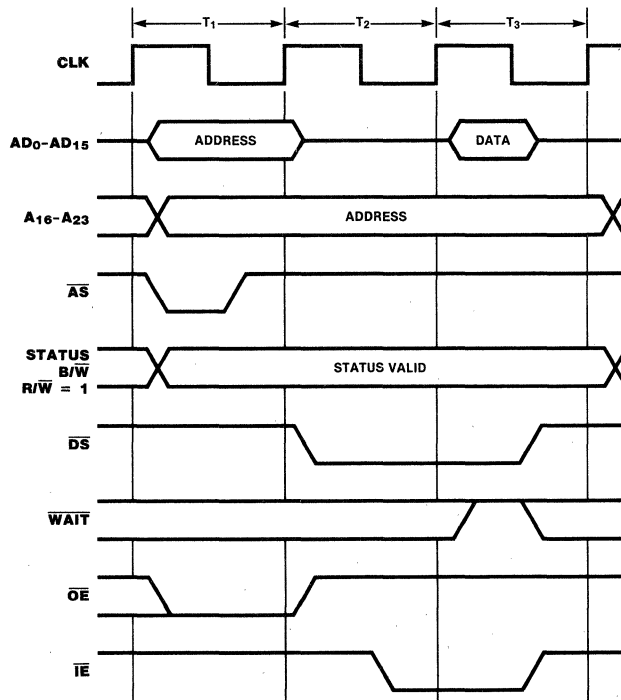 T1 T2 T3
CLK
AD0-AD15 ADDRESS DATA
A16-A23 ADDRESS
AS
STATUS
B/W
R/W = 1
STATUS VALID
DS
WAIT
OE
IE